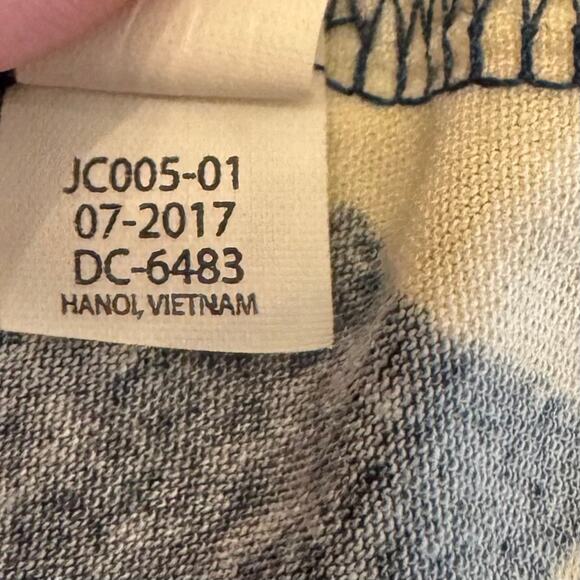 JC005-01
07-2017
DC-6483
HANOI, VIETNAM